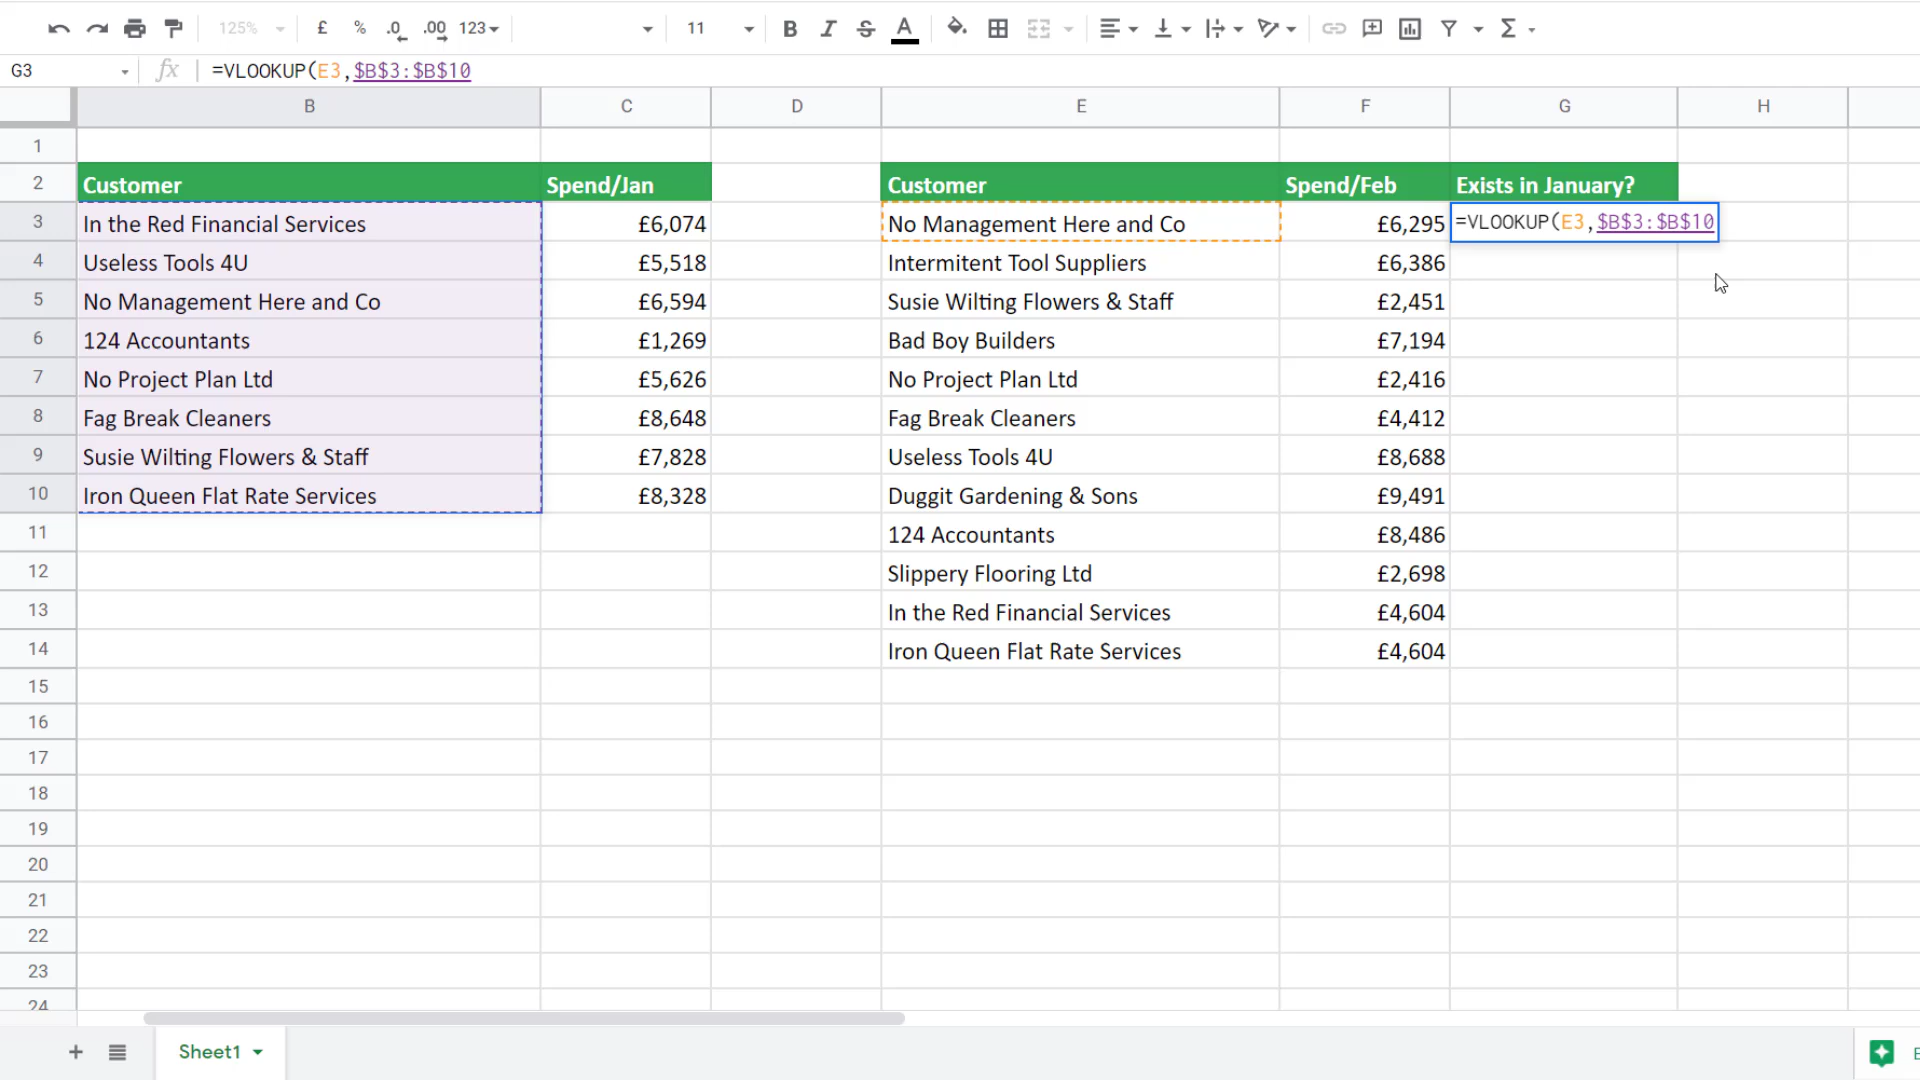 125% £ % .0 .00 123 11 B I S A Σ
G3 fx =VLOOKUP(E3,$B$3:$B$10
B C D E F G H
1
2 Customer Spend/Jan Customer Spend/Feb Exists in January?
3 In the Red Financial Services £6,074 No Management Here and Co £6,295 =VLOOKUP(E3,$B$3:$B$10
4 Useless Tools 4U £5,518 Intermitent Tool Suppliers £6,386
5 No Management Here and Co £6,594 Susie Wilting Flowers & Staff £2,451
6 124 Accountants £1,269 Bad Boy Builders £7,194
7 No Project Plan Ltd £5,626 No Project Plan Ltd £2,416
8 Fag Break Cleaners £8,648 Fag Break Cleaners £4,412
9 Susie Wilting Flowers & Staff £7,828 Useless Tools 4U £8,688
10 Iron Queen Flat Rate Services £8,328 Duggit Gardening & Sons £9,491
11 124 Accountants £8,486
12 Slippery Flooring Ltd £2,698
13 In the Red Financial Services £4,604
14 Iron Queen Flat Rate Services £4,604
15
16
17
18
19
20
21
22
23
24
Sheet1